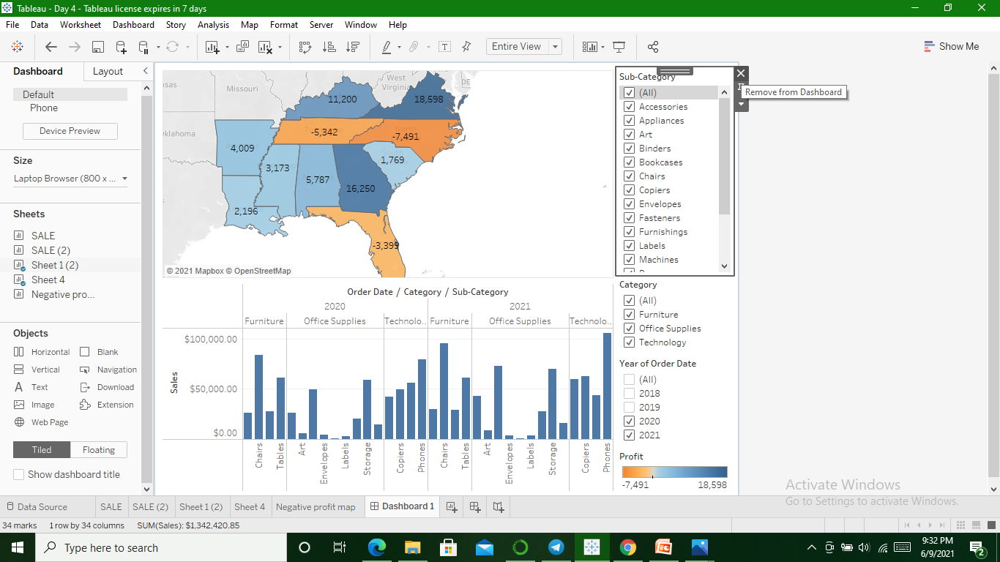 Tableau - Day 4 - Tableau license expires in 7 days
File Data Worksheet Dashboard Story Analysis Map Format Server Window Help
Entire View
Show Me
Dashboard Layout
Default
Phone
Device Preview
Size
Laptop Browser (800 x ...
Sheets
SALE
SALE (2)
Sheet 1 (2)
Sheet 4
Negative pro...
Objects
Horizontal Blank
Vertical Navigation
Text Download
Image Extension
Web Page
Tiled Floating
Show dashboard title
Missouri
West
Virginia
DE
klahoma
11,200
18,598
-5,342
-7,491
4,009
3,173
5,787
16,250
1,769
2,196
-3,399
© 2021 Mapbox © OpenStreetMap
Order Date / Category / Sub-Category
2020 2021
Furniture Office Supplies Technolo.. Furniture Office Supplies Technolo..
$100,000.00
$50,000.00
$0.00
Sales
Chairs Tables Art Envelopes Labels Storage Copiers Phones Chairs Tables Art Envelopes Labels Storage Copiers Phones
Sub-Category
(All)
Accessories
Appliances
Art
Binders
Bookcases
Chairs
Copiers
Envelopes
Fasteners
Furnishings
Labels
Machines
Remove from Dashboard
Category
(All)
Furniture
Office Supplies
Technology
Year of Order Date
(All)
2018
2019
2020
2021
Profit
-7,491 18,598
Activate Windows
Go to Settings to activate Windows.
Data Source SALE SALE (2) Sheet 1 (2) Sheet 4 Negative profit map Dashboard 1
34 marks 1 row by 34 columns SUM(Sales): $1,342,420.85
Type here to search
9:32 PM
6/9/2021
2